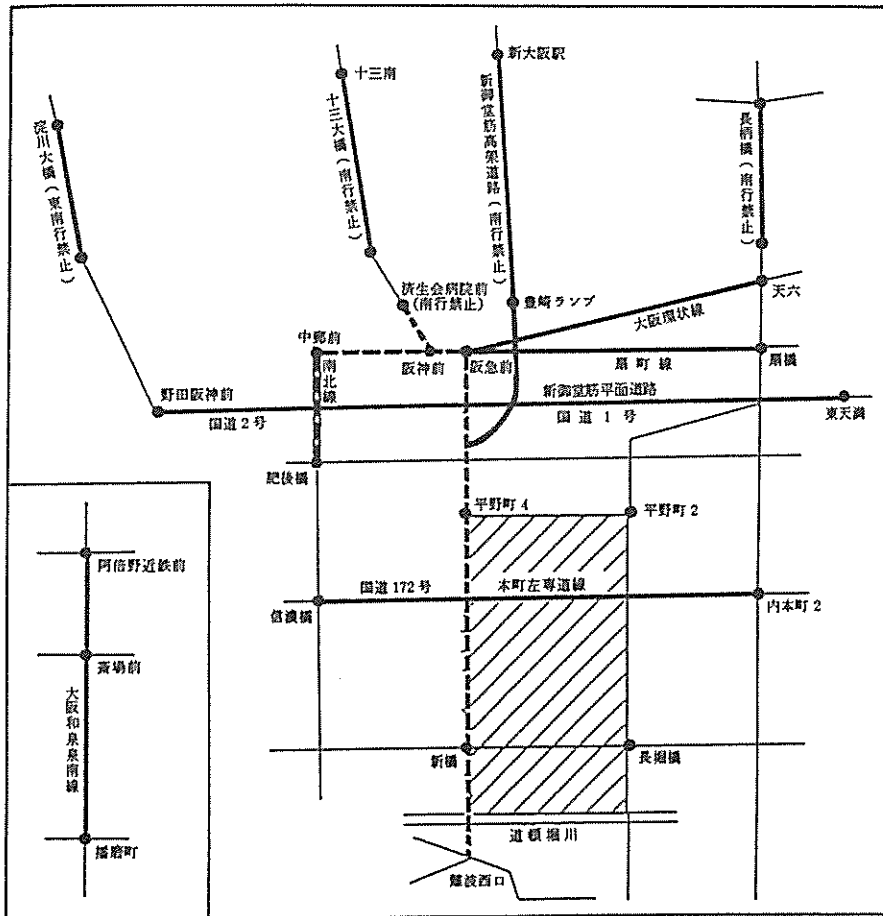 新大阪駅
十三南
淀川大橋(東南行禁止)
十三大橋(南行禁止)
新御堂筋高架道路(南行禁止)
長柄橋(南行禁止)
済生会病院前
(南行禁止)
豊崎ランプ
天六
大阪環状線
中郵前
阪神前
阪急前
扇町線
扇橋
南北線
野田阪神前
新御堂筋平面道路
国道2号
国道1号
東天満
肥後橋
平野町4
平野町2
阿倍野近鉄前
国道172号
本町左専道線
信濃橋
内本町2
斎場前
大阪和泉泉南線
新橋
長堀橋
道頓堀川
播磨町
難波西口